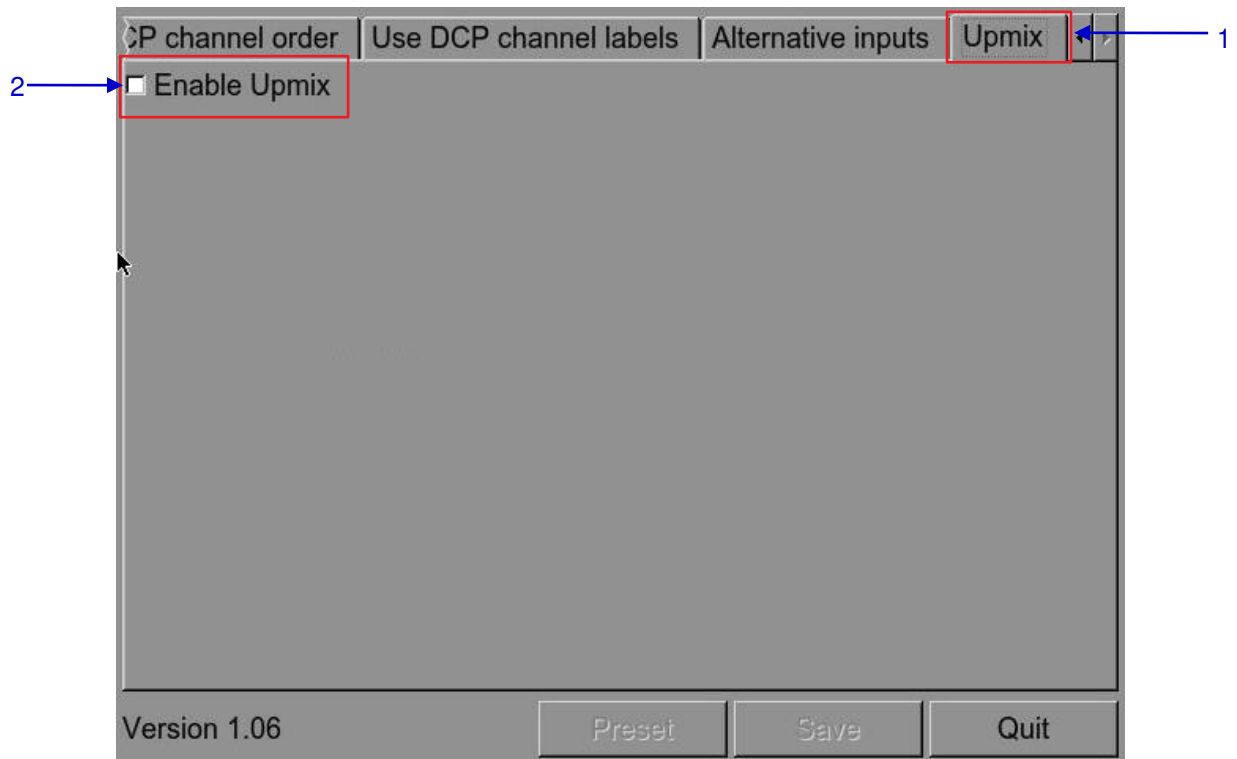 CP channel order Use DCP channel labels Alternative inputs Upmix 1
2 Enable Upmix
Version 1.06 Preset Save Quit